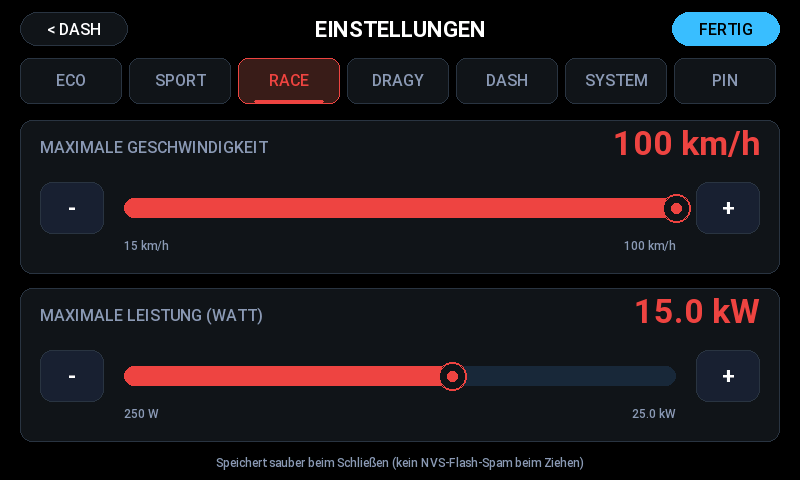 < DASH
EINSTELLUNGEN
FERTIG
ECO
SPORT
RACE
DRAGY
DASH
SYSTEM
PIN
MAXIMALE GESCHWINDIGKEIT
100 km/h
-
+
15 km/h
100 km/h
MAXIMALE LEISTUNG (WATT)
15.0 kW
-
+
250 W
25.0 kW
Speichert sauber beim Schließen (kein NVS-Flash-Spam beim Ziehen)